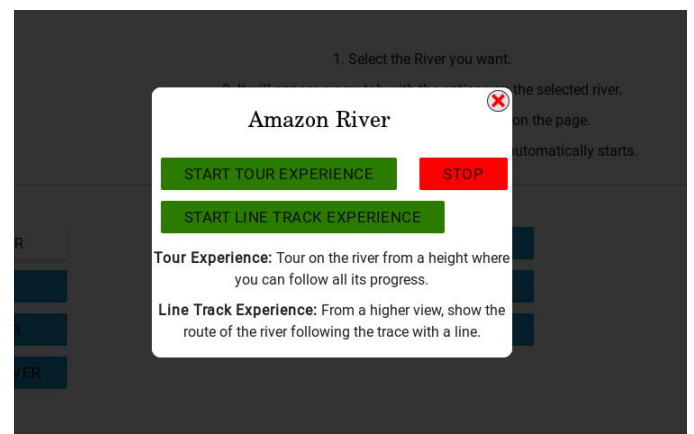 1. Select the River you want.
the selected river.
Amazon River
on the page.
automatically starts.
START TOUR EXPERIENCE
STOP
START LINE TRACK EXPERIENCE
R
Tour Experience: Tour on the river from a height where
you can follow all its progress.
Line Track Experience: From a higher view, show the
route of the river following the trace with a line.
R
VER